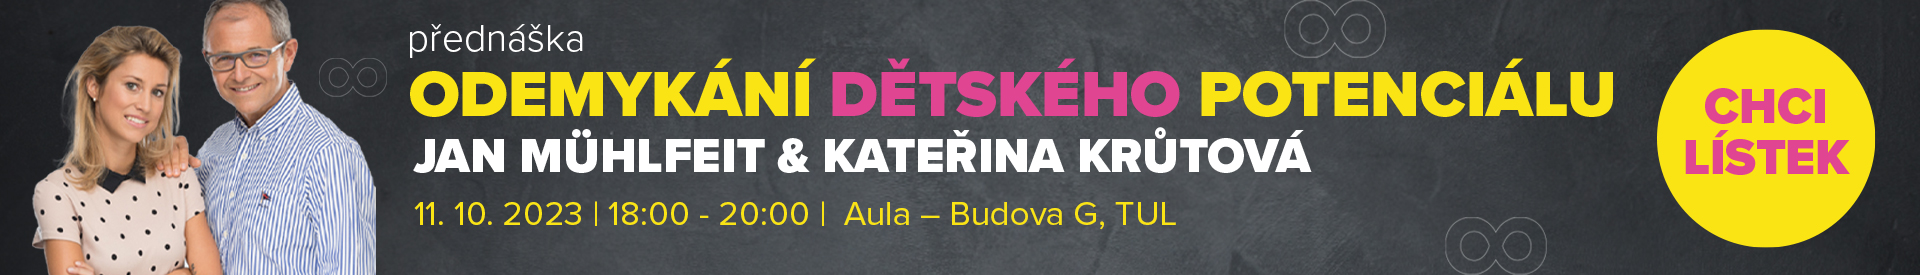 přednáška
ODEMYKÁNÍ DĚTSKÉHO POTENCIÁLU
JAN MÜHLFEIT & KATEŘINA KRŮTOVÁ
11. 10. 2023 | 18:00 - 20:00 | Aula – Budova G, TUL
CHCI
LÍSTEK